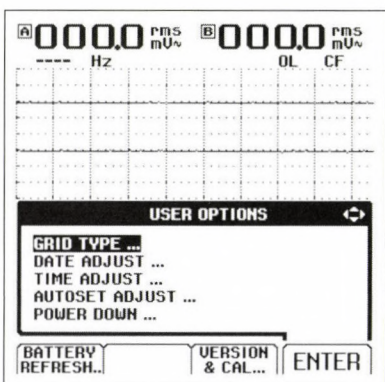 A 000.0 rms mV~ B 000.0 rms mV~
---- Hz OL CF
USER OPTIONS
GRID TYPE ...
DATE ADJUST ...
TIME ADJUST ...
AUTOSET ADJUST ...
POWER DOWN ...
BATTERY REFRESH.. VERSION & CAL... ENTER